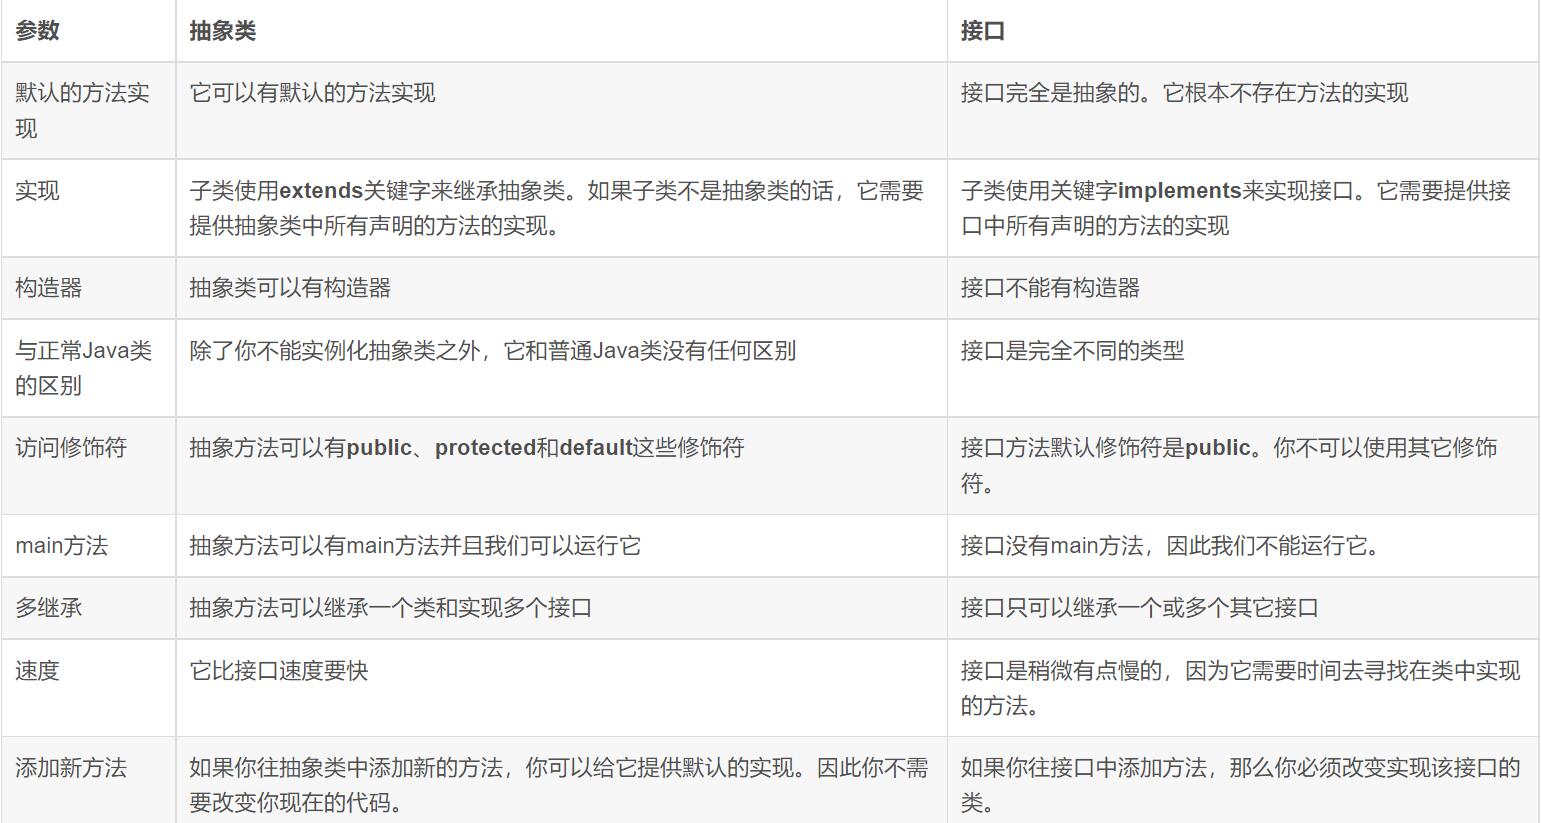 参数
抽象类
接口
默认的方法实
现
它可以有默认的方法实现
接口完全是抽象的。它根本不存在方法的实现
实现
子类使用extends关键字来继承抽象类。如果子类不是抽象类的话，它需要
提供抽象类中所有声明的方法的实现。
子类使用关键字implements来实现接口。它需要提供接
口中所有声明的方法的实现
构造器
抽象类可以有构造器
接口不能有构造器
与正常Java类
的区别
除了你不能实例化抽象类之外，它和普通Java类没有任何区别
接口是完全不同的类型
访问修饰符
抽象方法可以有public、protected和default这些修饰符
接口方法默认修饰符是public。你不可以使用其它修饰
符。
main方法
抽象方法可以有main方法并且我们可以运行它
接口没有main方法，因此我们不能运行它。
多继承
抽象方法可以继承一个类和实现多个接口
接口只可以继承一个或多个其它接口
速度
它比接口速度要快
接口是稍微有点慢的，因为它需要时间去寻找在类中实现
的方法。
添加新方法
如果你往抽象类中添加新的方法，你可以给它提供默认的实现。因此你不需
要改变你现在的代码。
如果你往接口中添加方法，那么你必须改变实现该接口的
类。